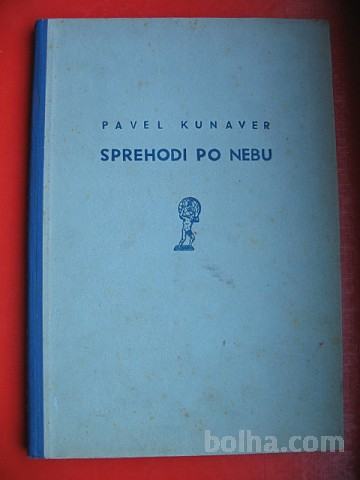 PAVEL KUNAVER
SPREHODI PO NEBU
bolha.com